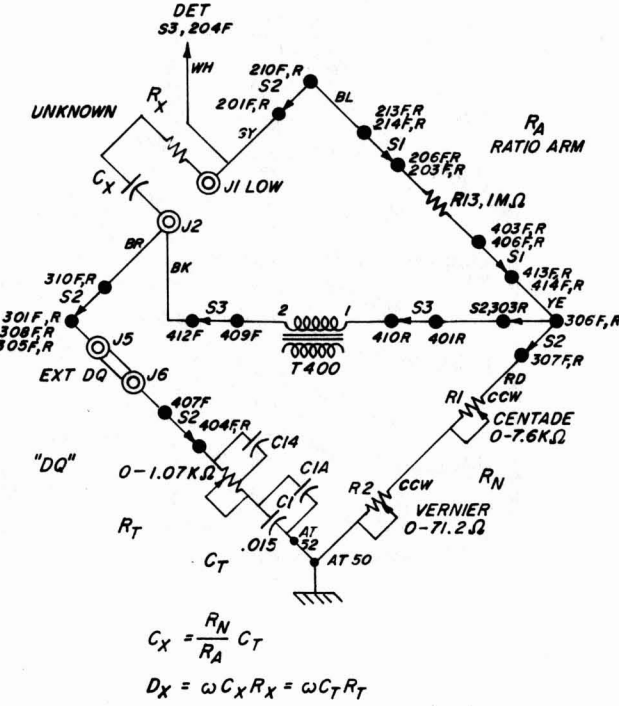 DET
S3, 204F
WH
210F, R
S2
201F, R
BL
GY
UNKNOWN
RX
213F, R
214F, R
S1
206F, R
203F, R
RA
RATIO ARM
J1 LOW
CX
R13, 1MΩ
J2
403F, R
406F, R
S1
BR
BK
413F, R
414F, R
310F, R
S2
YE
301F, R
308F, R
305F, R
S3
2
1
S3
S2, 303R
306F, R
412F
409F
410R
401R
S2
307F, R
J5
T400
EXT DQ
J6
RD
R1
CCW
CENTADE
0-7.6KΩ
407F
S2
404F, R
C14
"DQ"
0-1.07KΩ
C1A
R2
CCW
RN
C1
VERNIER
0-71.2Ω
RT
.015
AT
52
CT
AT 50
CX = RN/RA CT
DX = ωCXRX = ωCTRT